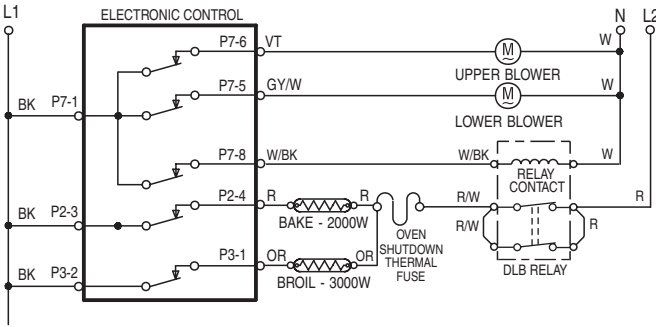 L1
ELECTRONIC CONTROL
N
L2
P7-6
VT
M
W
UPPER BLOWER
P7-5
GY/W
M
W
BK
P7-1
LOWER BLOWER
P7-8
W/BK
W/BK
W
RELAY
CONTACT
P2-4
R
R
R/W
R
BK
P2-3
BAKE - 2000W
R/W
R
OVEN
SHUTDOWN
THERMAL
FUSE
P3-1
OR
OR
BK
P3-2
BROIL - 3000W
DLB RELAY